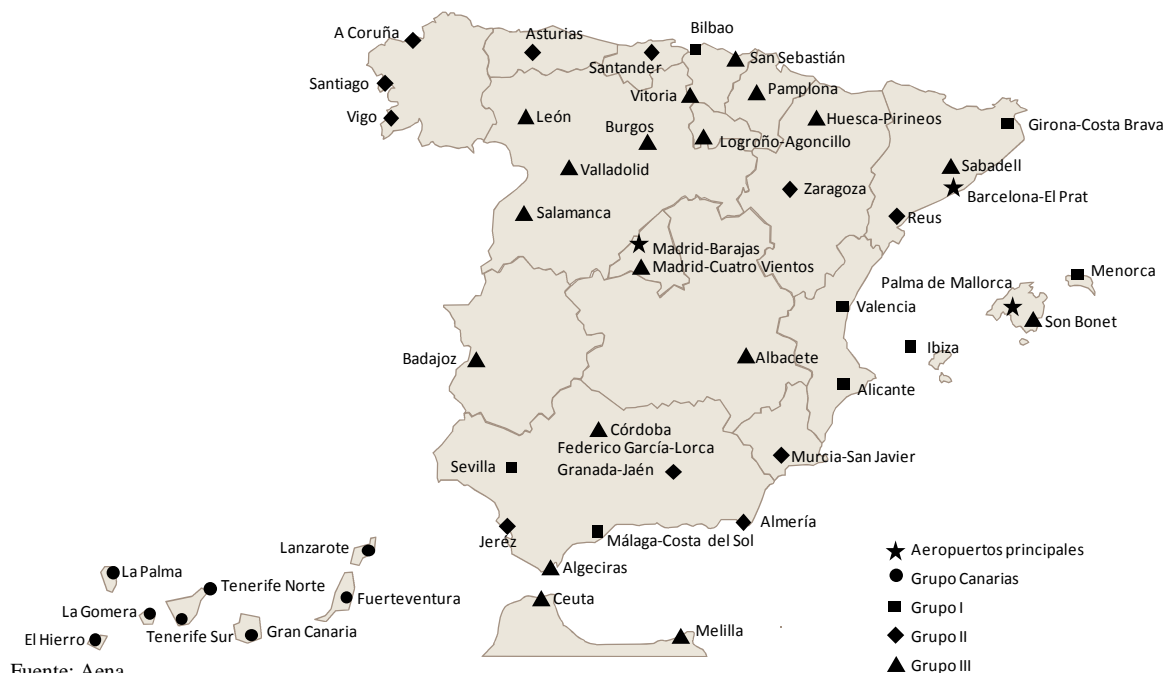 Bilbao
A Coruña
Asturias
Santander
San Sebastián
Santiago
Vitoria
Pamplona
Vigo
León
Burgos
Huesca-Pirineos
Girona-Costa Brava
Logroño-Agoncillo
Valladolid
Sabadell
Zaragoza
Barcelona-El Prat
Salamanca
Reus
Madrid-Barajas
Madrid-Cuatro Vientos
Menorca
Palma de Mallorca
Valencia
Son Bonet
Ibiza
Badajoz
Albacete
Alicante
Córdoba
Federico García-Lorca
Granada-Jaén
Sevilla
Murcia-San Javier
Almería
Jeréz
Málaga-Costa del Sol
Algeciras
Ceuta
Melilla
Lanzarote
La Palma
Tenerife Norte
Fuerteventura
La Gomera
Tenerife Sur
Gran Canaria
El Hierro
Aeropuertos principales
Grupo Canarias
Grupo I
Grupo II
Grupo III
Fuente: Aena